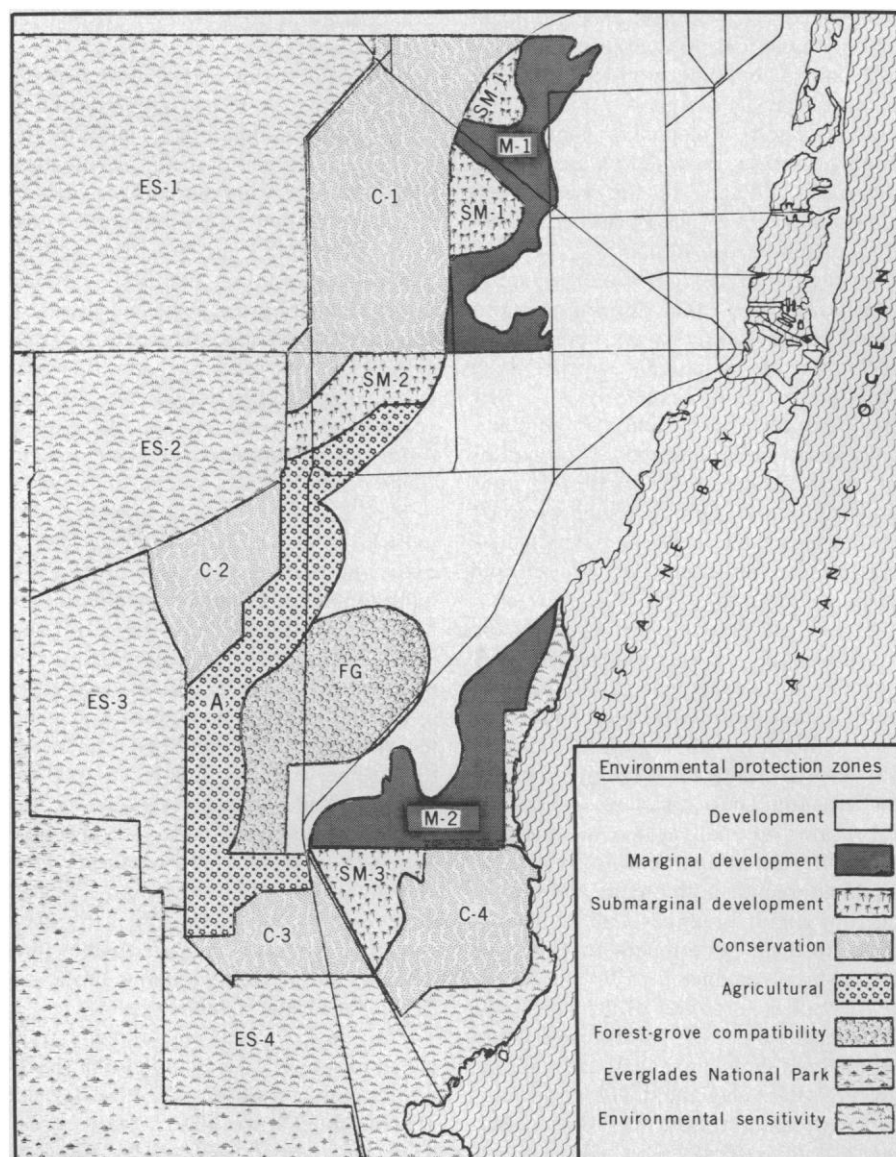 SM-1
M-1
ES-1
C-1
SM-1
SM-2
ES-2
C-2
ES-3
A
FG
M-2
SM-3
C-4
C-3
ES-4
BISCAYNE BAY
ATLANTIC OCEAN
Environmental protection zones
Development
Marginal development
Submarginal development
Conservation
Agricultural
Forest-grove compatibility
Everglades National Park
Environmental sensitivity